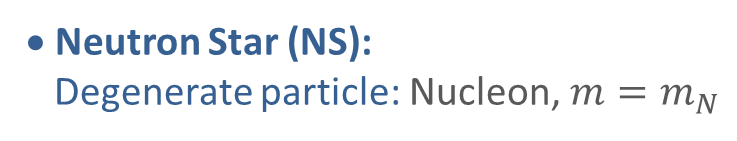 • Neutron Star (NS):
Degenerate particle: Nucleon, $m = m_N$